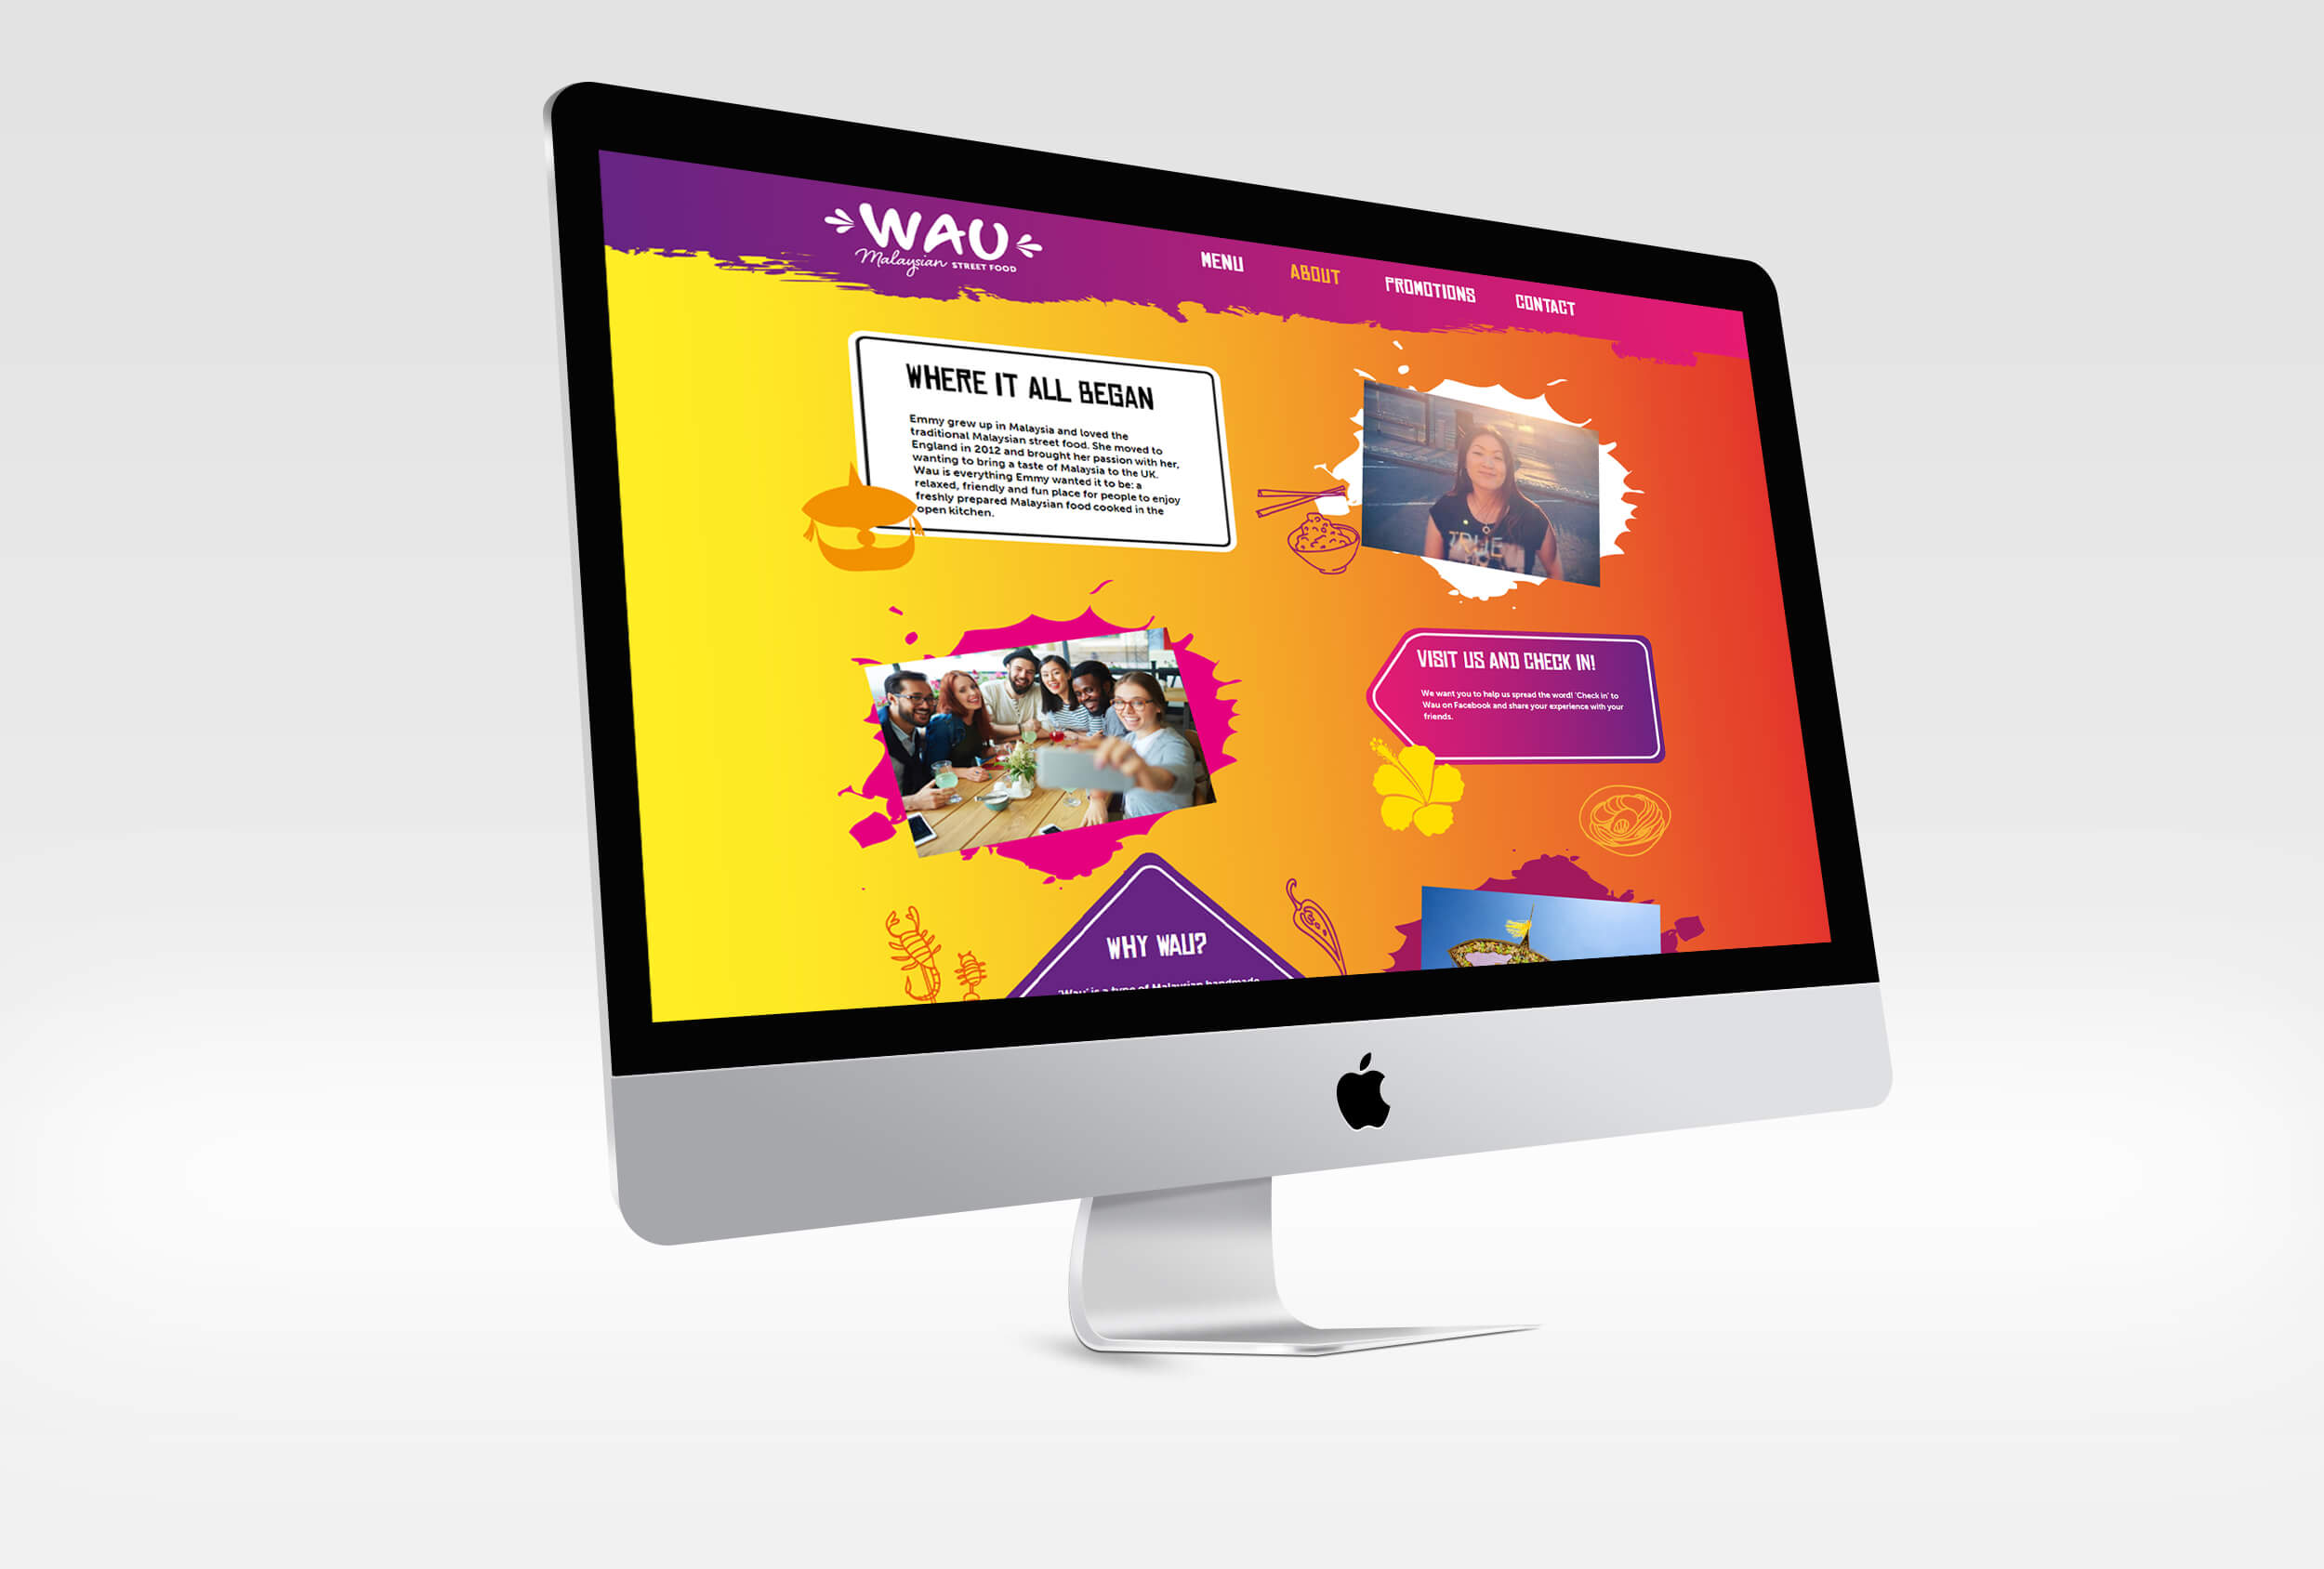 WAU
Malaysian STREET FOOD
MENU
ABOUT
PROMOTIONS
CONTACT
WHERE IT ALL BEGAN
Emmy grew up in Malaysia and loved the
traditional Malaysian street food. She moved to
England in 2012 and brought her passion with her,
wanting to bring a taste of Malaysia to the UK.
Wau is everything Emmy wanted it to be: a
relaxed, friendly and fun place for people to enjoy
freshly prepared Malaysian food cooked in the
open kitchen.
TRUE
VISIT US AND CHECK IN!
We want you to help us spread the word! 'Check in' to
Wau on Facebook and share your experience with your
friends.
WHY WAU?
'Wau' is a type of Malaysian handmade